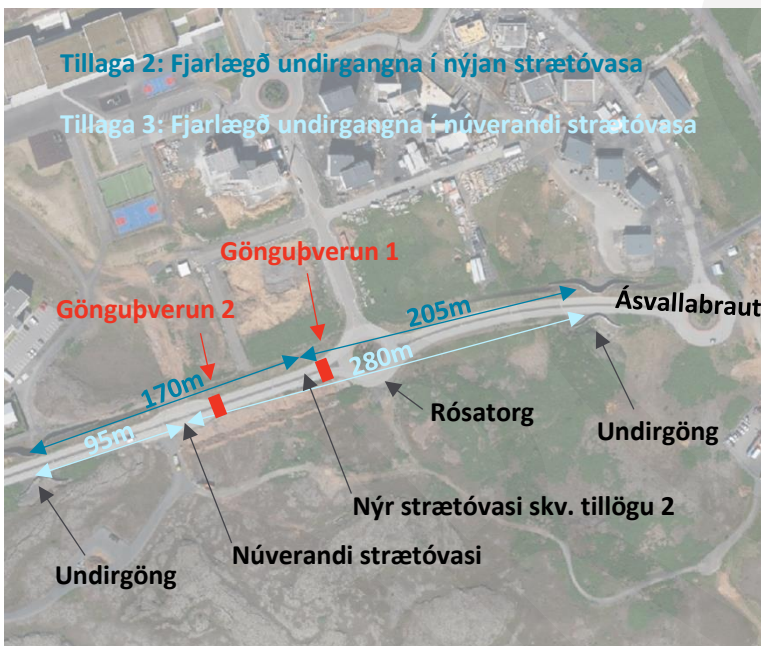 Tillaga 2: Fjarlægð undirgangna í nýjan strætóvasa
Tillaga 3: Fjarlægð undirgangna í núverandi strætóvasa
Gönguþverun 1
Gönguþverun 2
Ásvallabraut
205m
280m
170m
95m
Rósatorg
Undirgöng
Nýr strætóvasi skv. tillögu 2
Núverandi strætóvasi
Undirgöng